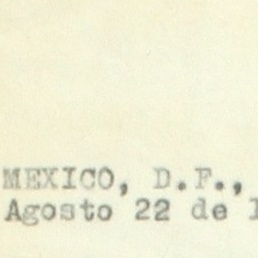 MEXICO, D.F.,
Agosto 22 de 1